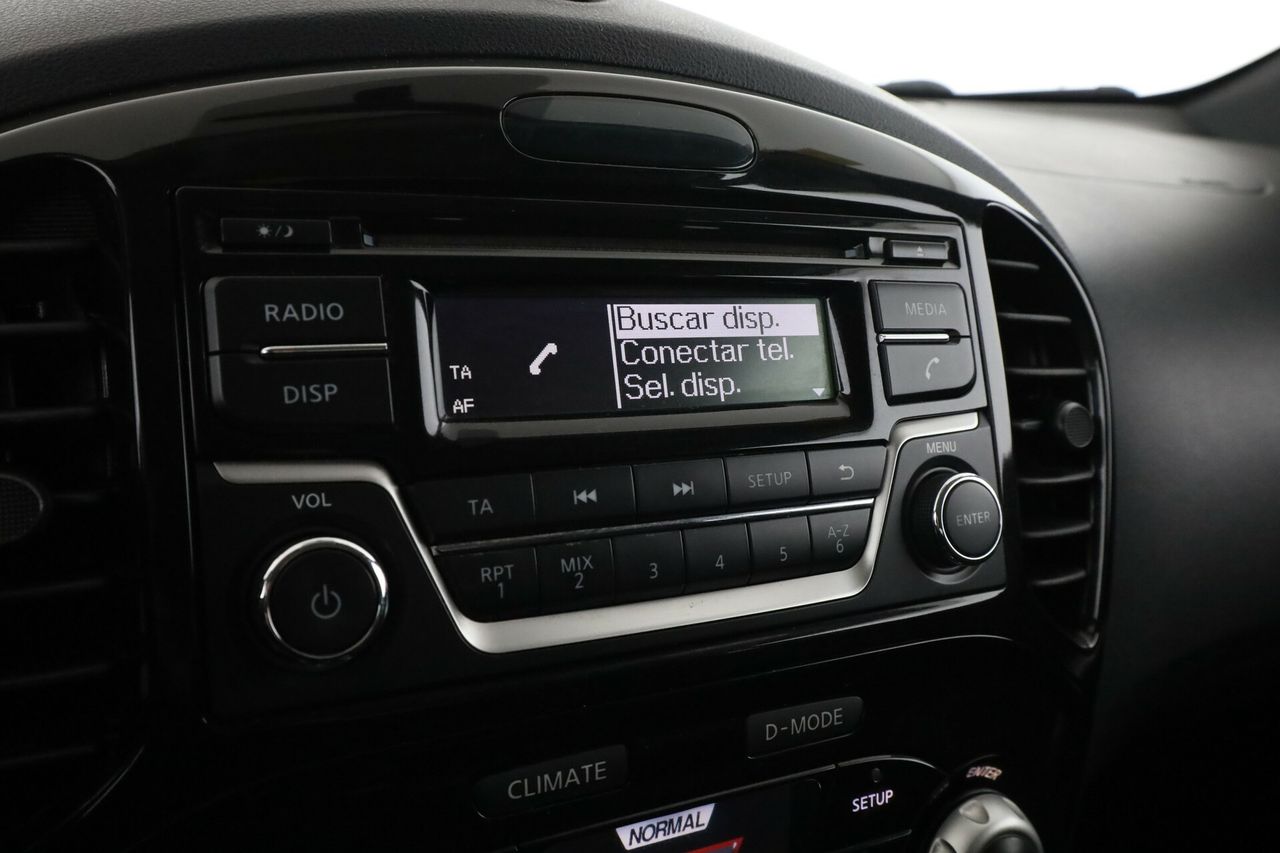 RADIO
DISP
TA
AF
Buscar disp.
Conectar tel.
Sel. disp.
MEDIA
MENU
ENTER
VOL
TA
SETUP
RPT
1
MIX
2
3
4
5
A-Z
6
D-MODE
CLIMATE
SETUP
ENTER
NORMAL